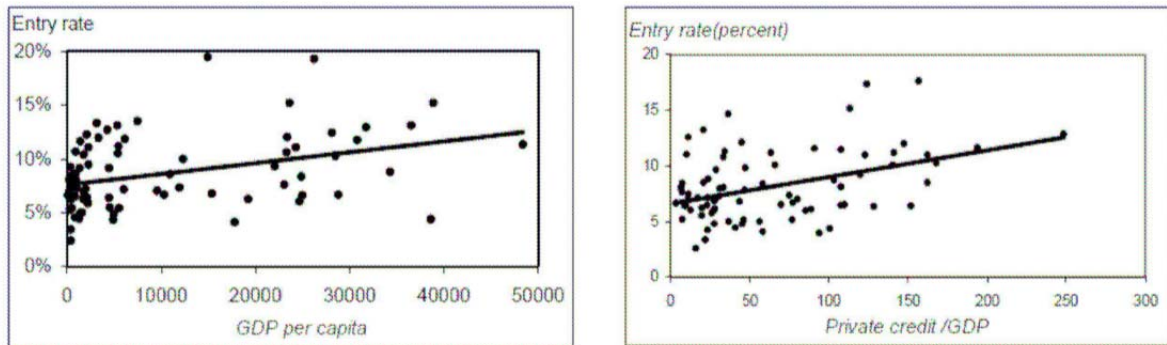 Entry rate
20%
15%
10%
5%
0%
0 10000 20000 30000 40000 50000
GDP per capita
Entry rate(percent)
20
15
10
5
0
0 50 100 150 200 250 300
Private credit /GDP